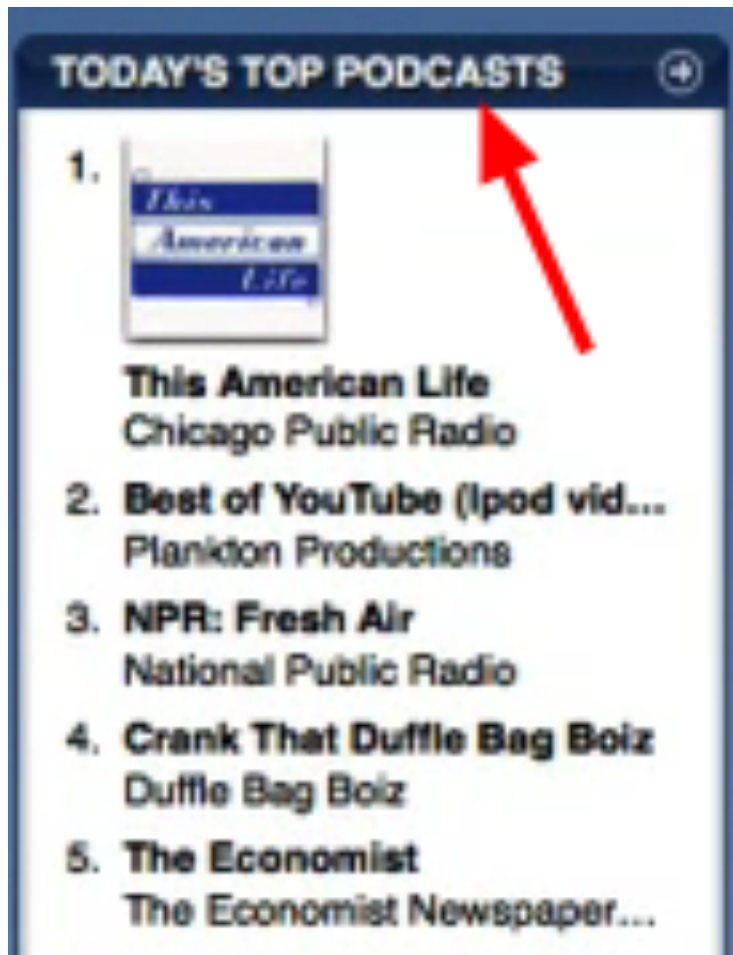 TODAY'S TOP PODCASTS
1.
This
American
Life
This American Life
Chicago Public Radio
2. Best of YouTube (Ipod vid...
Plankton Productions
3. NPR: Fresh Air
National Public Radio
4. Crank That Duffle Bag Boiz
Duffle Bag Boiz
5. The Economist
The Economist Newspaper...